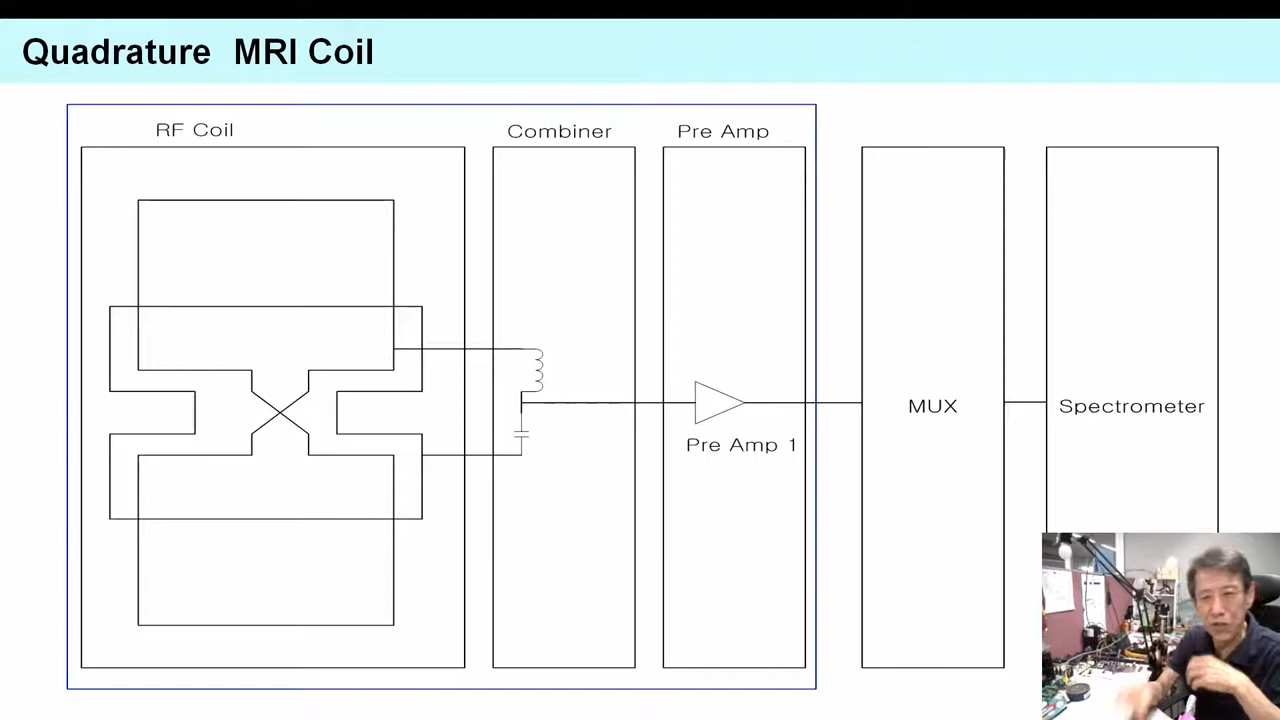 Quadrature MRI Coil
RF Coil
Combiner
Pre Amp
MUX
Spectrometer
Pre Amp 1